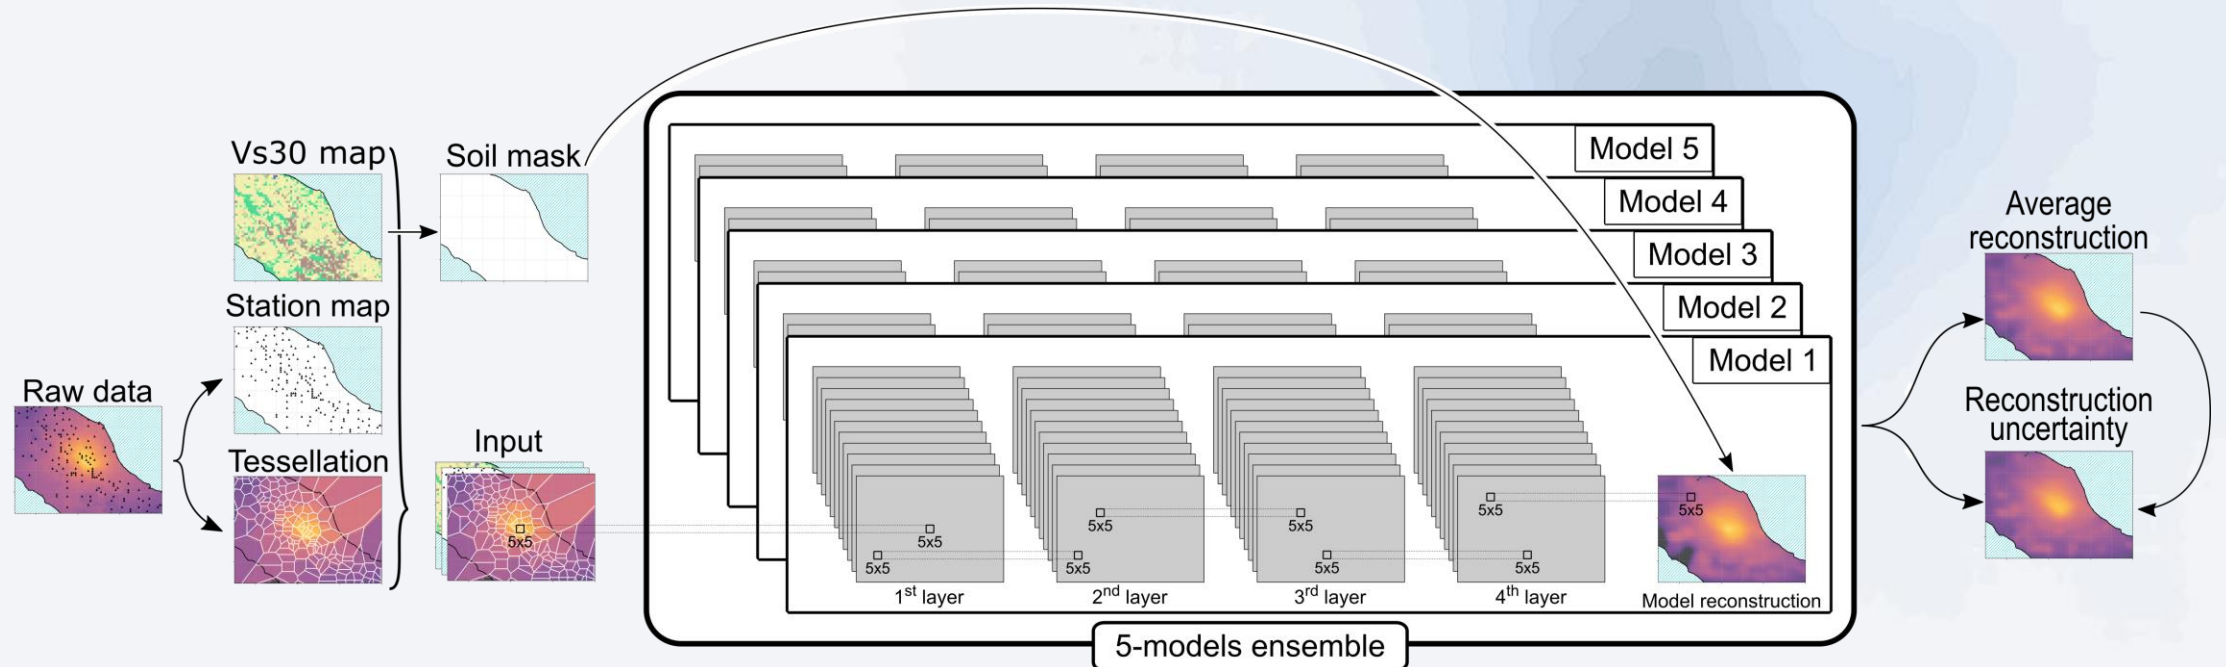 Vs30 map
Soil mask
Station map
Raw data
Tessellation
Input
5x5
Model 5
Model 4
Model 3
Model 2
Model 1
5x5
5x5
1st layer
5x5
5x5
2nd layer
5x5
5x5
3rd layer
5x5
5x5
4th layer
5x5
Model reconstruction
5-models ensemble
Average
reconstruction
Reconstruction
uncertainty